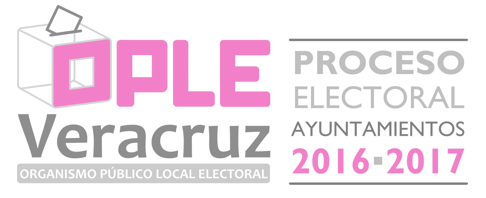 OPLE
Veracruz
ORGANISMO PÚBLICO LOCAL ELECTORAL
PROCESO
ELECTORAL
AYUNTAMIENTOS
2016-2017